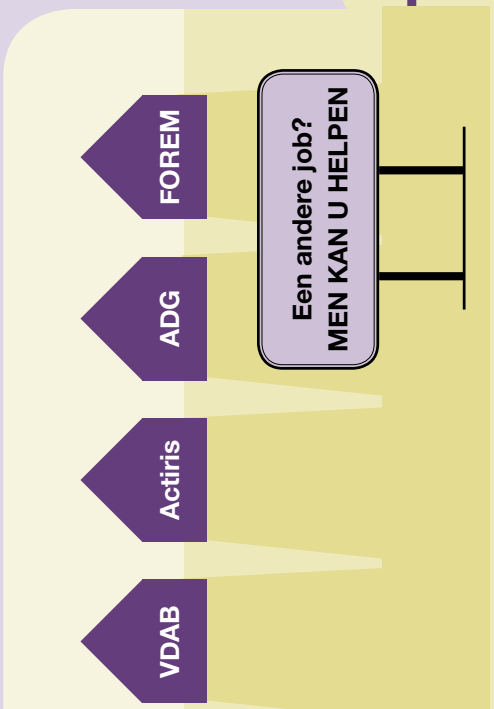 VDAB
Actiris
ADG
FOREM
Een andere job?
MEN KAN U HELPEN